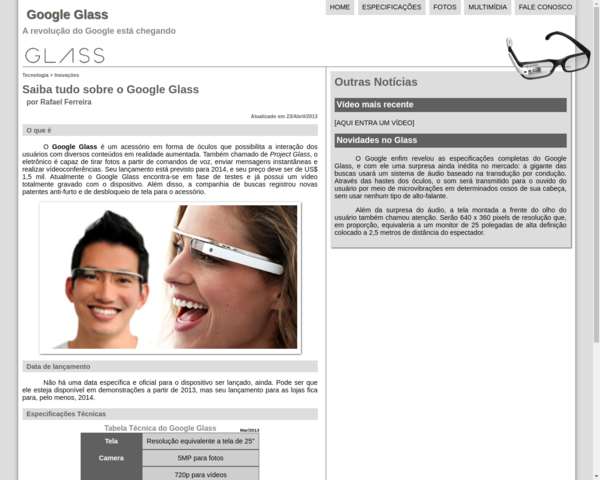 Google Glass
A revolução do Google está chegando
HOME
ESPECIFICAÇÕES
FOTOS
MULTIMÍDIA
FALE CONOSCO
GLASS
Tecnologia > Inovações
Saiba tudo sobre o Google Glass
por Rafael Ferreira
Atualizado em 23/Abril/2013
O que é
O Google Glass é um acessório em forma de óculos que possibilita a interação dos
usuários com diversos conteúdos em realidade aumentada. Também chamado de Project Glass, o
eletrônico é capaz de tirar fotos a partir de comandos de voz, enviar mensagens instantâneas e
realizar vídeoconferências. Seu lançamento está previsto para 2014, e seu preço deve ser de US$
1,5 mil. Atualmente o Google Glass encontra-se em fase de testes e já possui um vídeo
totalmente gravado com o dispositivo. Além disso, a companhia de buscas registrou novas
patentes anti-furto e de desbloqueio de tela para o acessório.
Data de lançamento
Não há uma data específica e oficial para o dispositivo ser lançado, ainda. Pode ser que
ele esteja disponível em demonstrações a partir de 2013, mas seu lançamento para as lojas fica
para, pelo menos, 2014.
Especificações Técnicas
Tabela Técnica do Google Glass
Mar/2013
Tela
Resolução equivalente a tela de 25"
Camera
5MP para fotos
720p para vídeos
Outras Notícias
Vídeo mais recente
[AQUI ENTRA UM VÍDEO]
Novidades no Glass
O Google enfim revelou as especificações completas do Google
Glass, e com ele uma surpresa ainda inédita no mercado: a gigante das
buscas usará um sistema de áudio baseado na transdução por condução.
Através das hastes dos óculos, o som será transmitido para o ouvido do
usuário por meio de microvibrações em determinados ossos de sua cabeça,
sem usar nenhum tipo de alto-falante.
Além da surpresa do áudio, a tela montada a frente do olho do
usuário também chamou atenção. Serão 640 x 360 pixels de resolução que,
em proporção, equivaleria a um monitor de 25 polegadas de alta definição
colocado a 2,5 metros de distância do espectador.